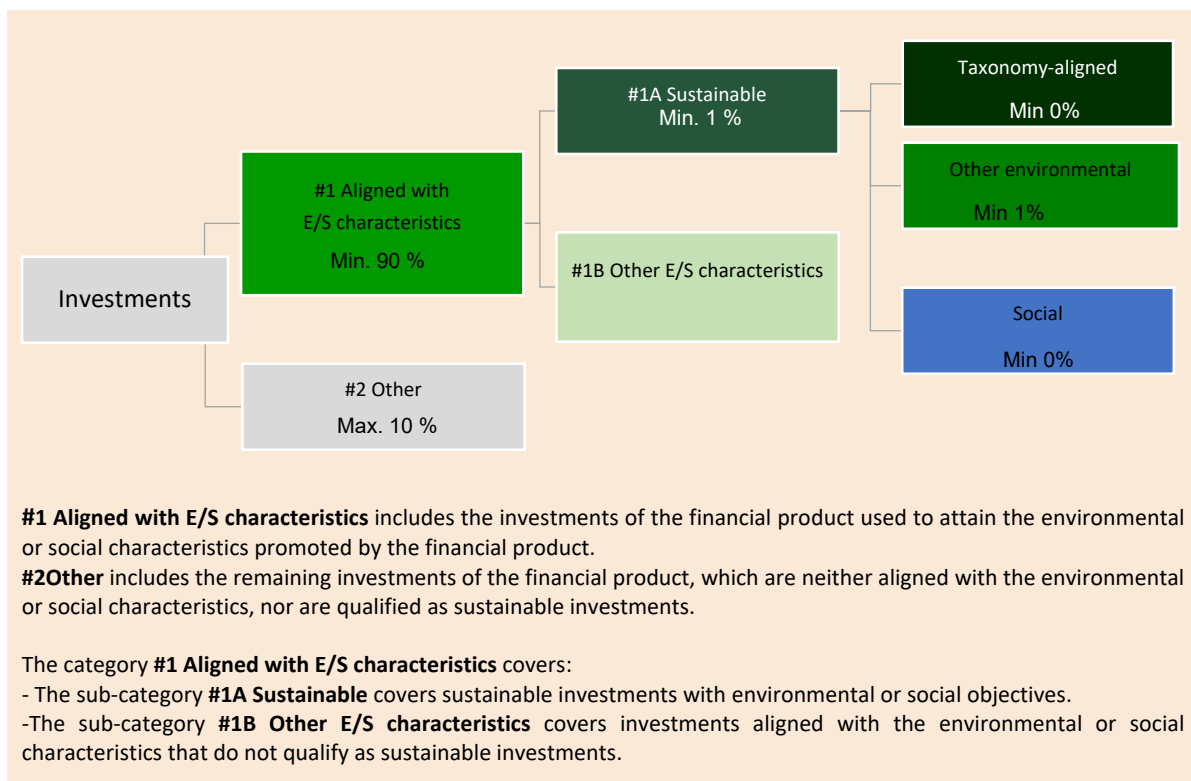 Taxonomy-aligned
Min 0%
#1A Sustainable
Min. 1 %
Other environmental
Min 1%
#1 Aligned with
E/S characteristics
Min. 90 %
#1B Other E/S characteristics
Investments
Social
Min 0%
#2 Other
Max. 10 %
#1 Aligned with E/S characteristics includes the investments of the financial product used to attain the environmental
or social characteristics promoted by the financial product.
#2Other includes the remaining investments of the financial product, which are neither aligned with the environmental
or social characteristics, nor are qualified as sustainable investments.
The category #1 Aligned with E/S characteristics covers:
- The sub-category #1A Sustainable covers sustainable investments with environmental or social objectives.
-The sub-category #1B Other E/S characteristics covers investments aligned with the environmental or social
characteristics that do not qualify as sustainable investments.